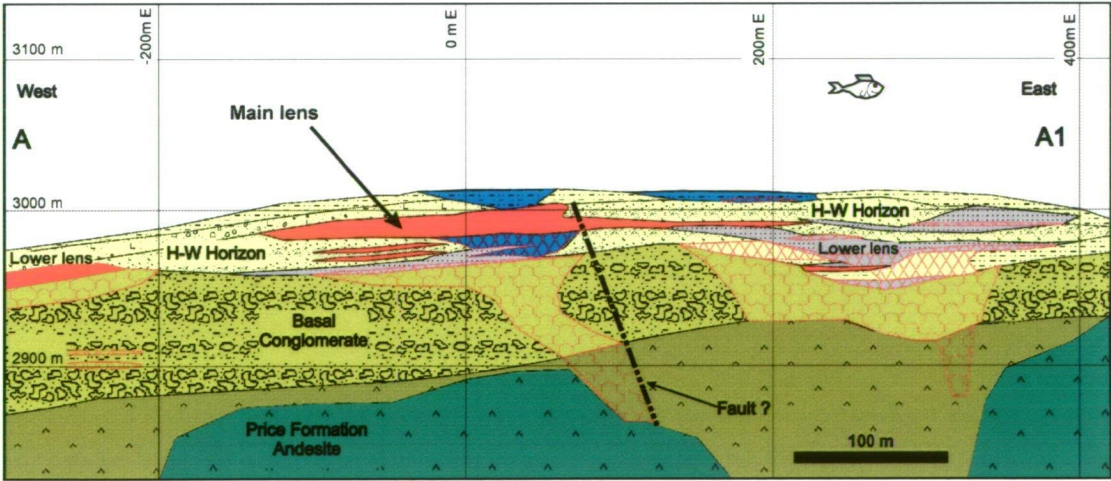 -200m E
0 m E
200m E
400m E
3100 m
West
East
Main lens
A
A1
3000 m
H-W Horizon
H-W Horizon
Lower lens
Lower lens
Basal
Conglomerate
2900 m
Fault ?
Price Formation
Andesite
100 m